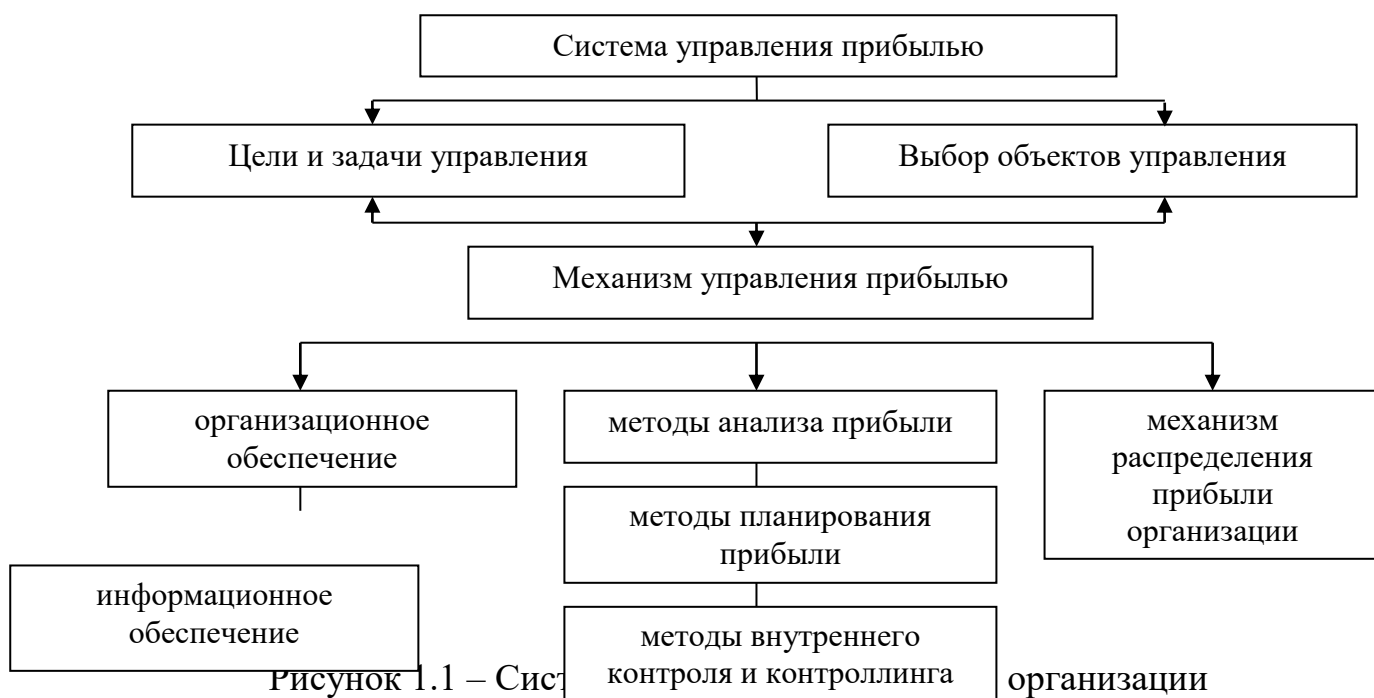 Система управления прибылью
Цели и задачи управления
Выбор объектов управления
Механизм управления прибылью
организационное
обеспечение
методы анализа прибыли
механизм
распределения
прибыли
организации
методы планирования
прибыли
информационное
обеспечение
методы внутреннего
контроля и контроллинга
Рисунок 1.1 – организации